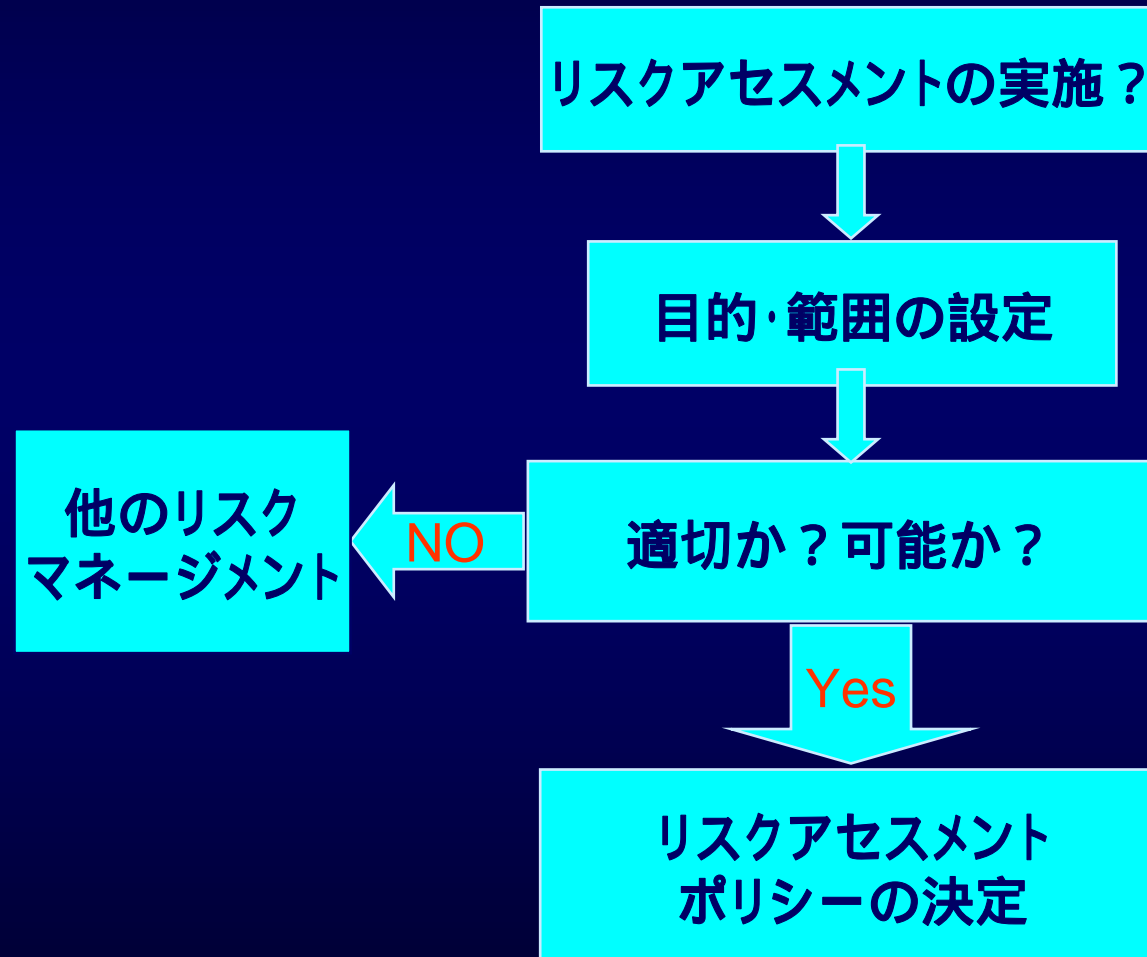 リスクアセスメントの実施？
目的・範囲の設定
適切か？可能か？
NO
他のリスク
マネージメント
Yes
リスクアセスメント
ポリシーの決定